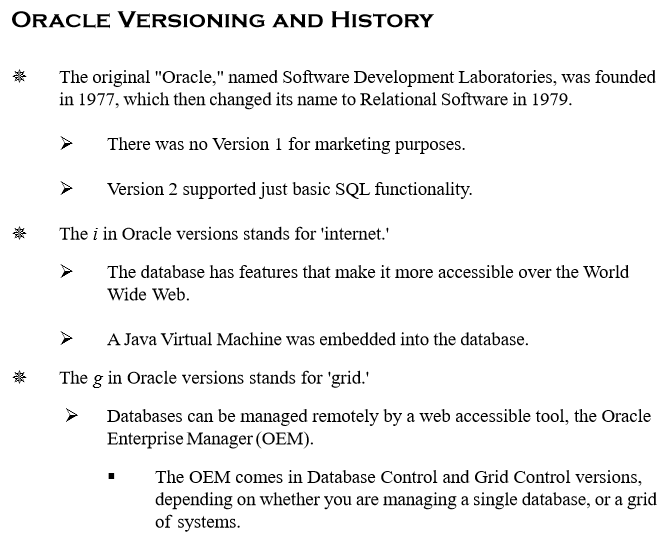 ORACLE VERSIONING AND HISTORY
The original "Oracle," named Software Development Laboratories, was founded
in 1977, which then changed its name to Relational Software in 1979.
There was no Version 1 for marketing purposes.
Version 2 supported just basic SQL functionality.
The i in Oracle versions stands for 'internet.'
The database has features that make it more accessible over the World
Wide Web.
A Java Virtual Machine was embedded into the database.
The g in Oracle versions stands for 'grid.'
Databases can be managed remotely by a web accessible tool, the Oracle
Enterprise Manager (OEM).
The OEM comes in Database Control and Grid Control versions,
depending on whether you are managing a single database, or a grid
of systems.